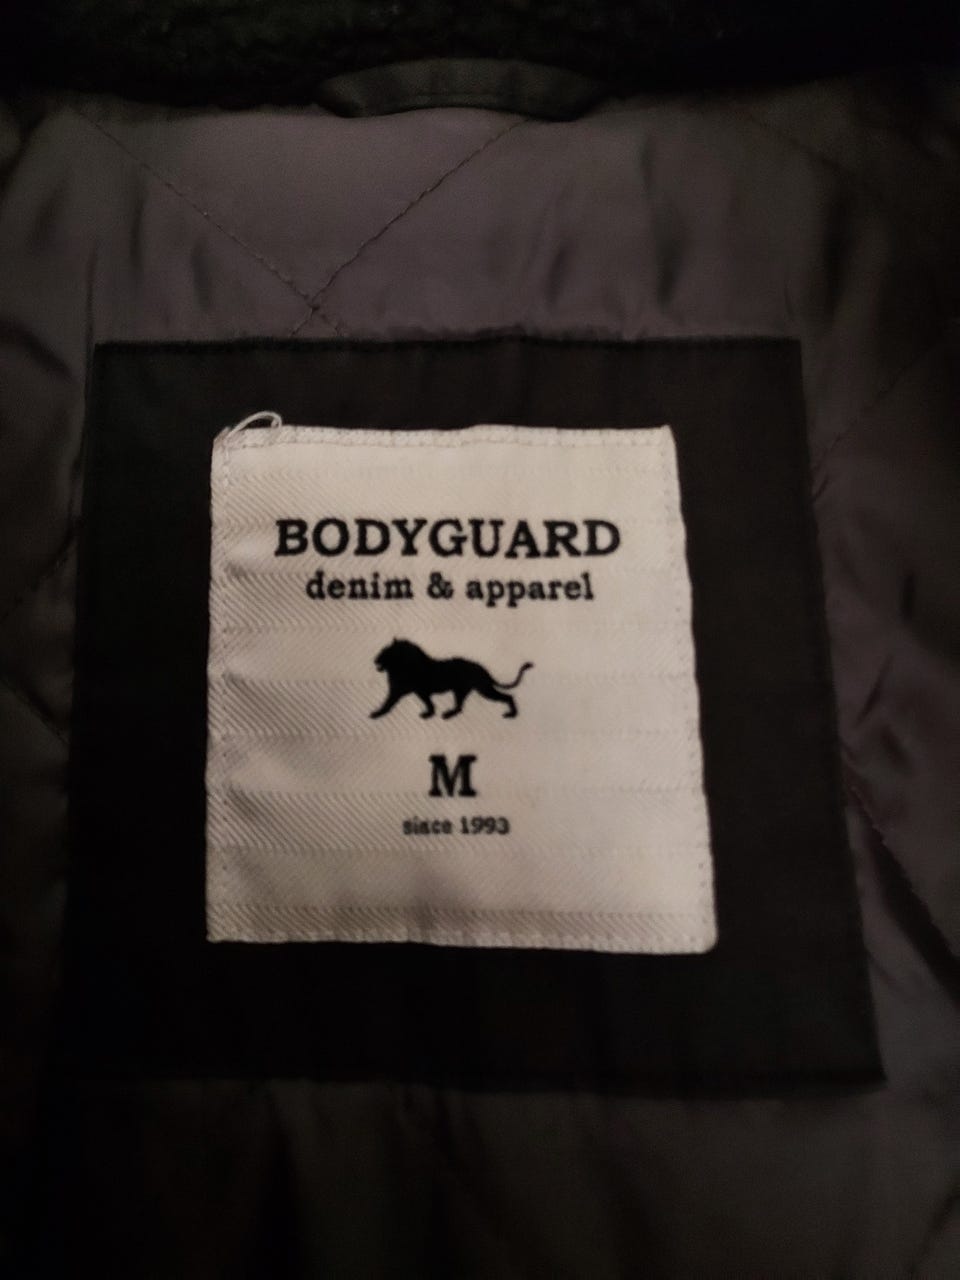 BODYGUARD
denim & apparel
M
since 1993